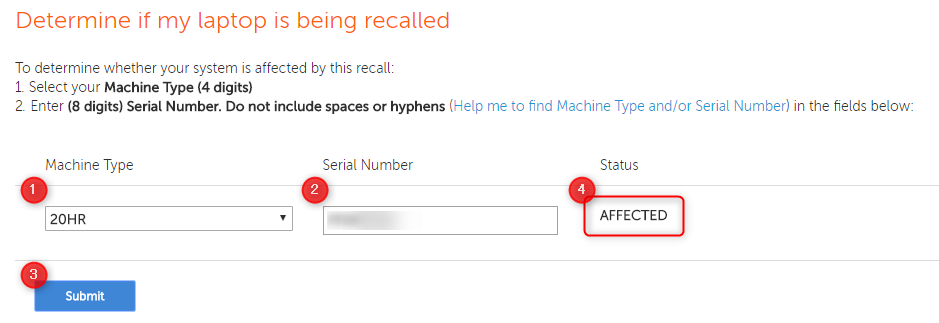 Determine if my laptop is being recalled
To determine whether your system is affected by this recall:
1. Select your Machine Type (4 digits)
2. Enter (8 digits) Serial Number. Do not include spaces or hyphens (Help me to find Machine Type and/or Serial Number) in the fields below:
Machine Type Serial Number Status
1 2 4
20HR AFFECTED
3
Submit